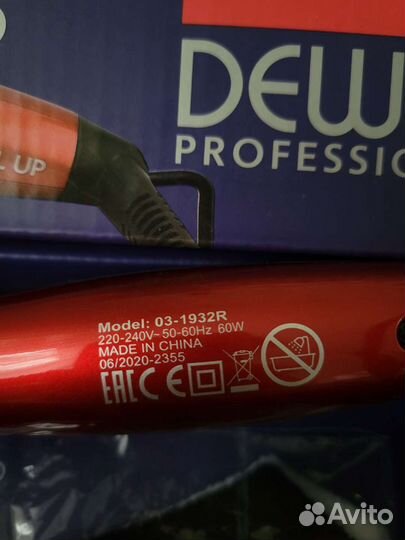 DEW
PROFESSIO
L UP
Model: 03-1932R
220-240V~ 50-60Hz 60W
MADE IN CHINA
06/2020-2355
EAC CE
Avito